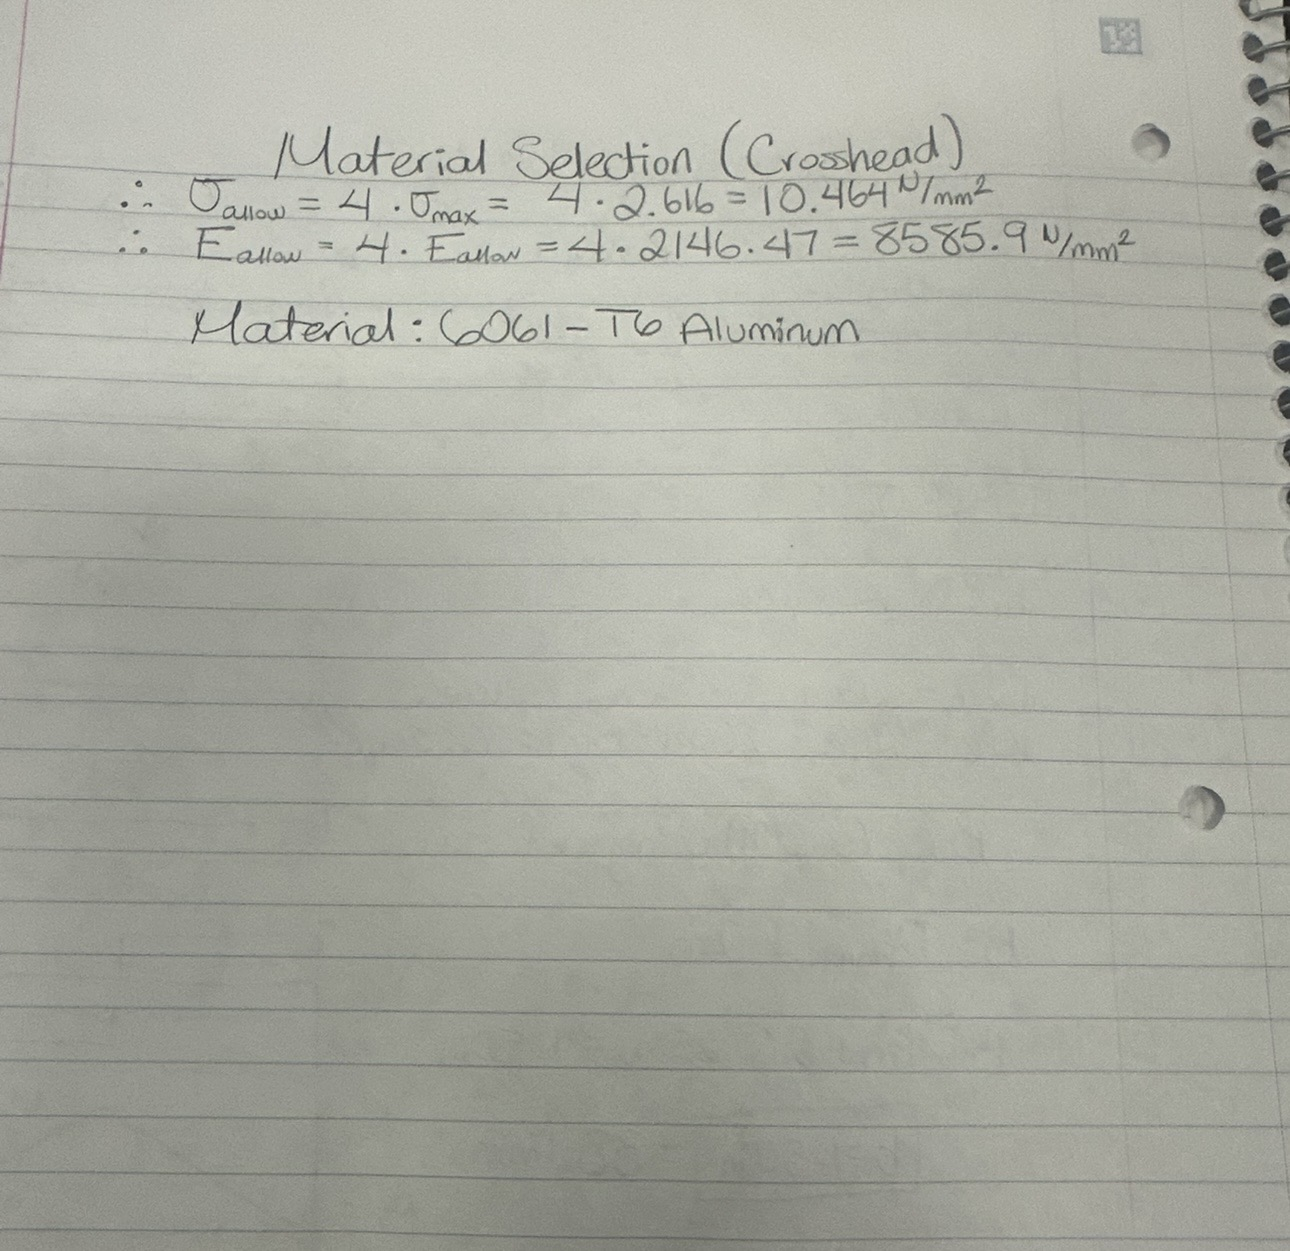 Material Selection (Crosshead)
∴ σallow = 4 · σmax = 4 · 2.616 = 10.464 N/mm²
∴ Eallow = 4 · Eallow = 4 · 2146.47 = 8585.9 N/mm²
Material: 6061-T6 Aluminum